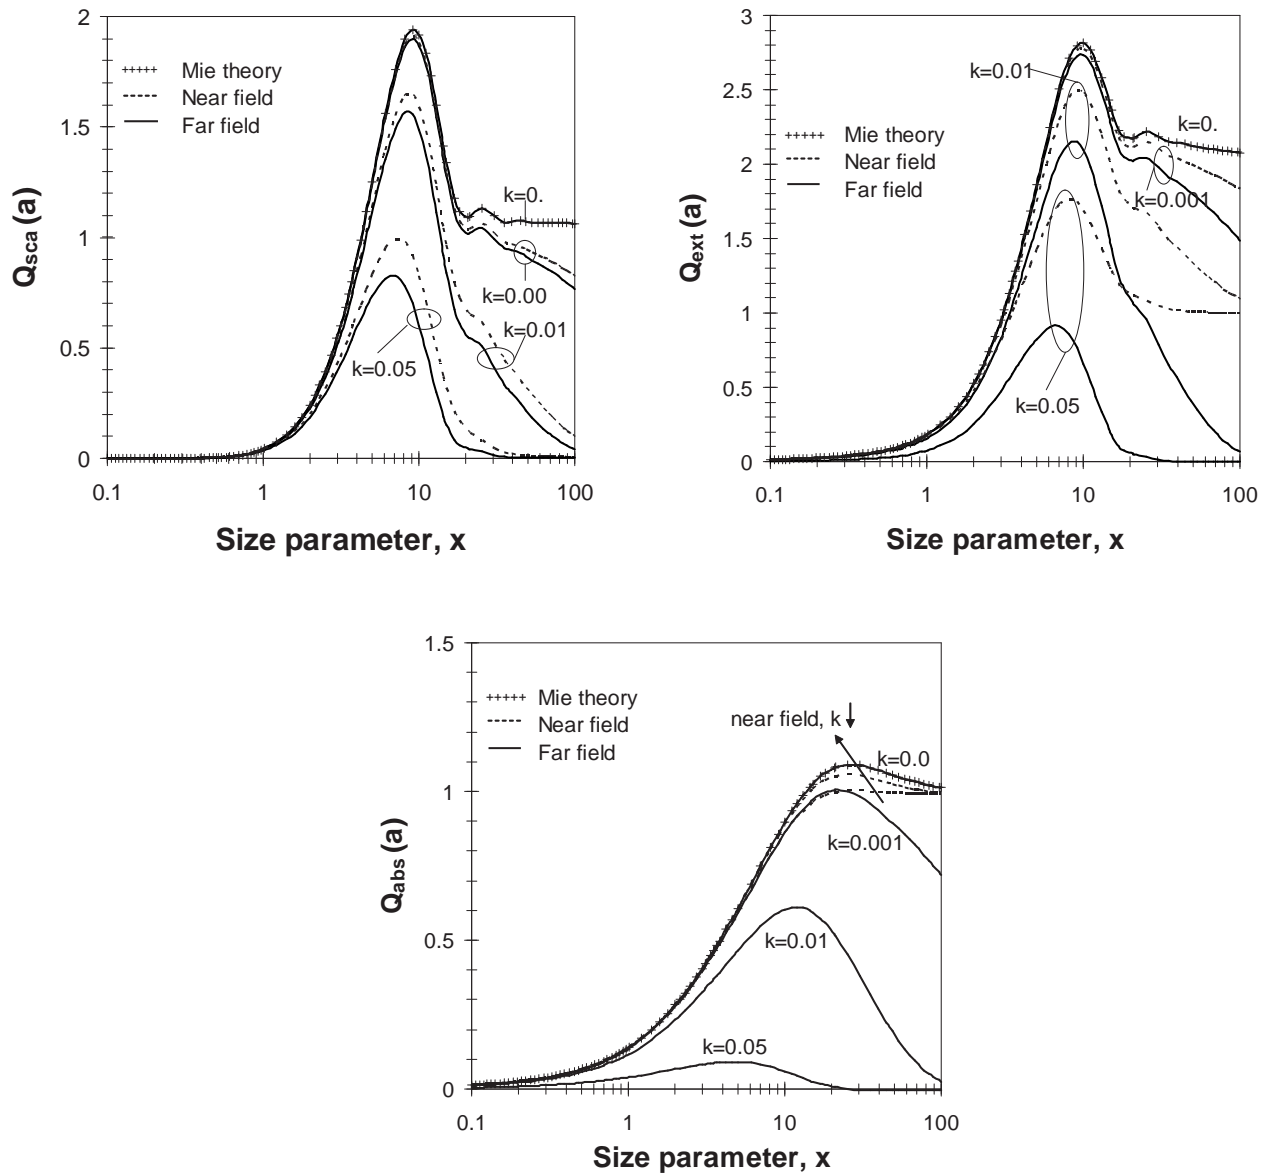 2
1.5
1
0.5
0
Q_sca (a)
Mie theory
Near field
Far field
k=0.
k=0.00
k=0.01
k=0.05
0.1 1 10 100
Size parameter, x
3
2.5
2
1.5
1
0.5
0
Q_ext (a)
k=0.01
Mie theory
Near field
Far field
k=0.
k=0.001
k=0.05
0.1 1 10 100
Size parameter, x
1.5
1
0.5
0
Q_abs (a)
Mie theory
Near field
Far field
near field, k ↓
k=0.0
k=0.001
k=0.01
k=0.05
0.1 1 10 100
Size parameter, x